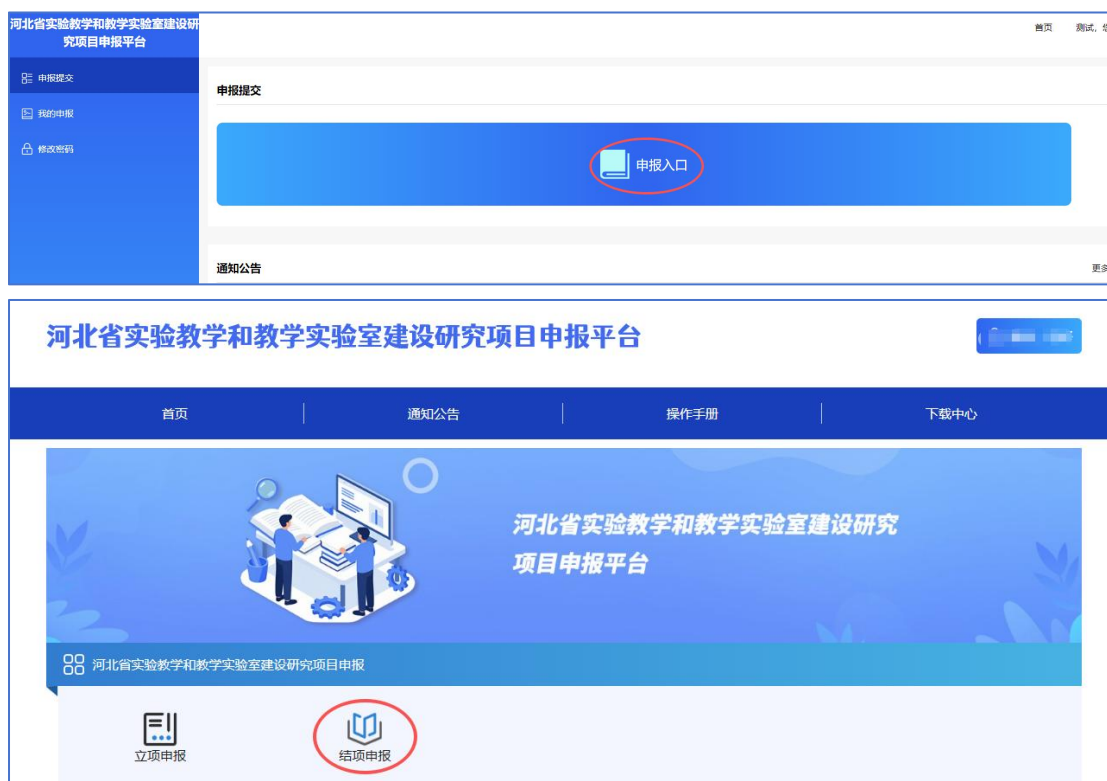 河北省实验教学和教学实验室建设研
究项目申报平台
首页 测试,
申报提交
我的申报
修改密码
申报提交
申报入口
通知公告
更多
河北省实验教学和教学实验室建设研究项目申报平台
首页 通知公告 操作手册 下载中心
河北省实验教学和教学实验室建设研究
项目申报平台
河北省实验教学和教学实验室建设研究项目申报
立项申报 结项申报